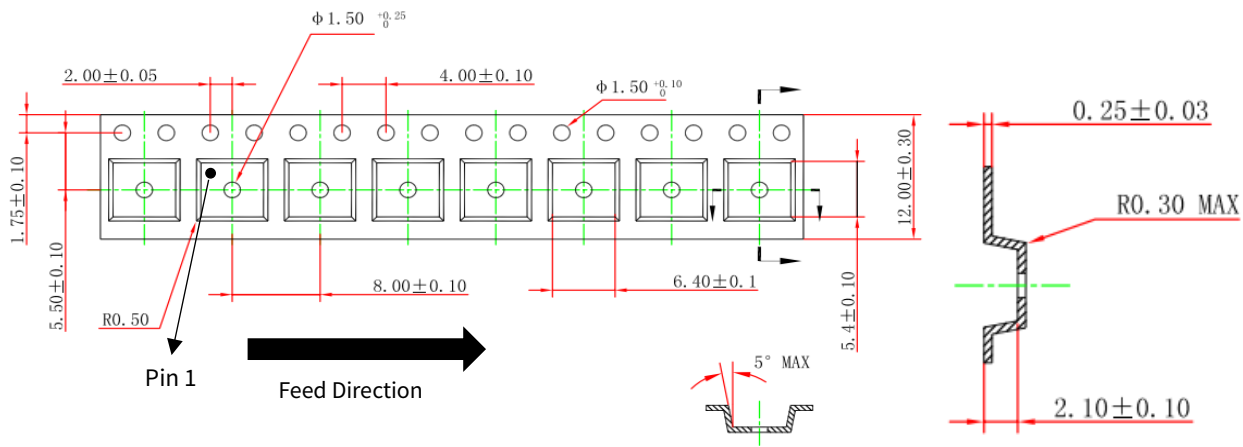 φ1.50 +0.25 0
2.00±0.05
4.00±0.10
φ1.50 +0.10 0
0.25±0.03
1.75±0.10
12.00±0.30
R0.30 MAX
5.50±0.10
8.00±0.10
6.40±0.1
5.4±0.10
R0.50
Pin 1
Feed Direction
5° MAX
2.10±0.10